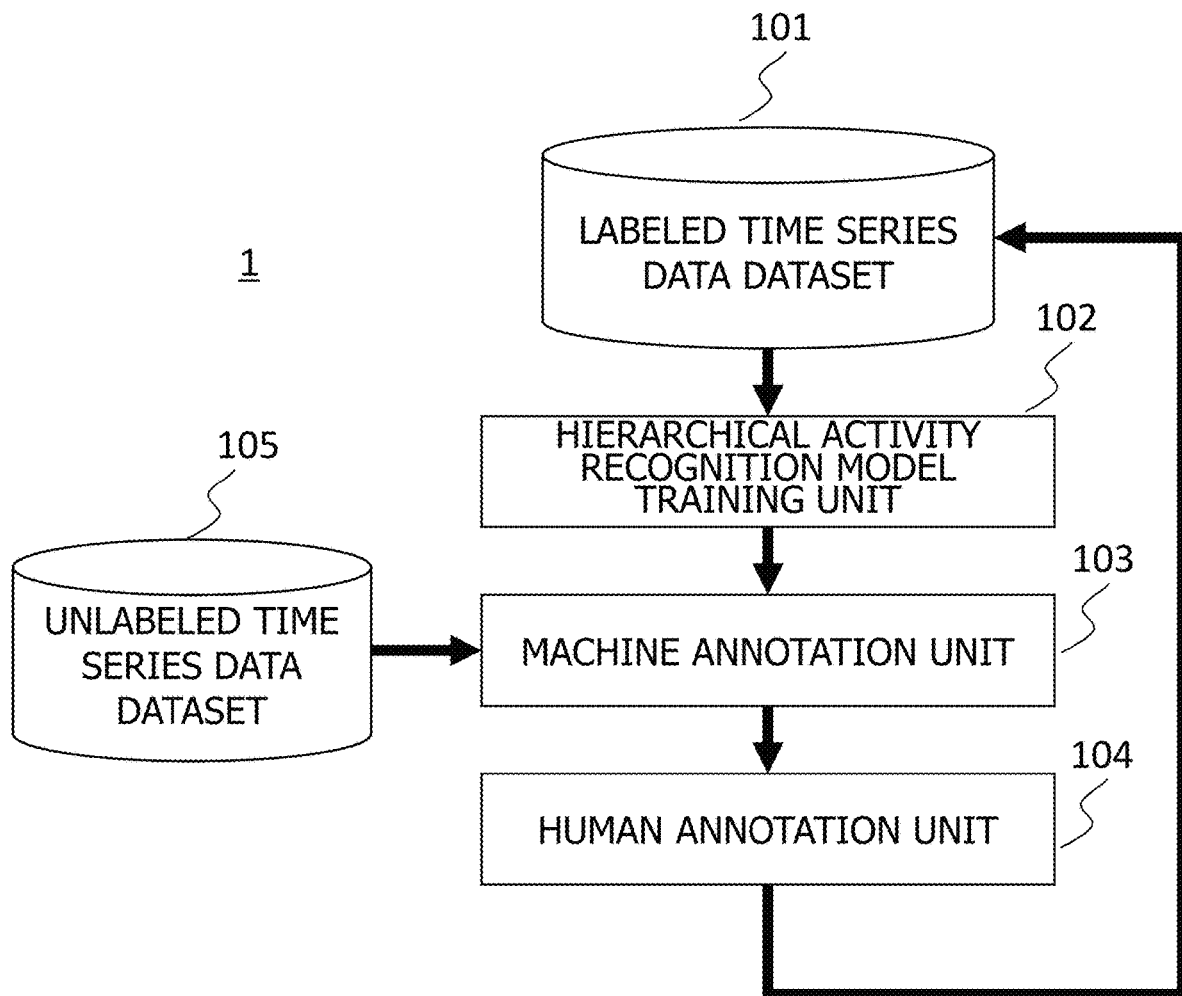 101
LABELED TIME SERIES
DATA DATASET
1
102
HIERARCHICAL ACTIVITY
RECOGNITION MODEL
TRAINING UNIT
105
UNLABELED TIME
SERIES DATA
DATASET
103
MACHINE ANNOTATION UNIT
104
HUMAN ANNOTATION UNIT